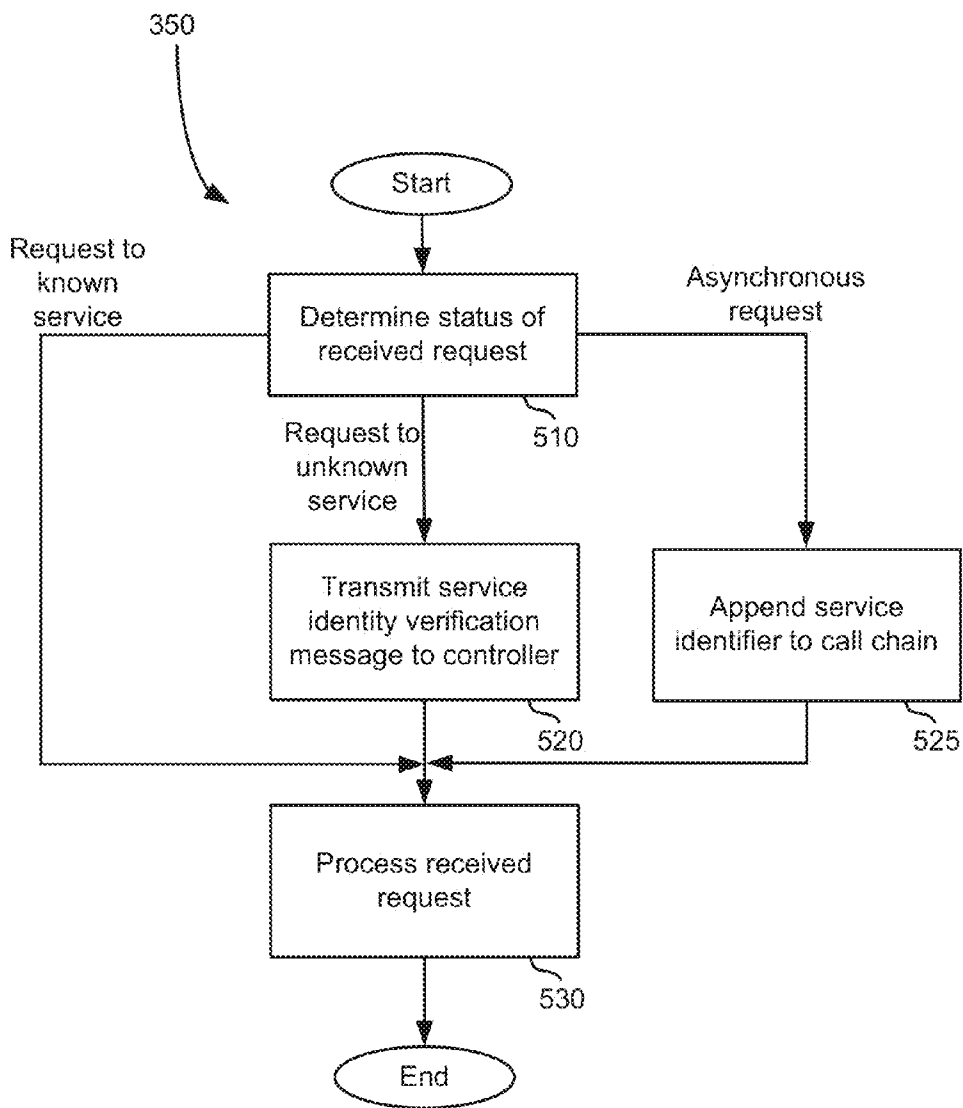 350
Start
Request to
known
service
Asynchronous
request
Determine status of
received request
510
Request to
unknown
service
Transmit service
identity verification
message to controller
520
Append service
identifier to call chain
525
Process received
request
530
End